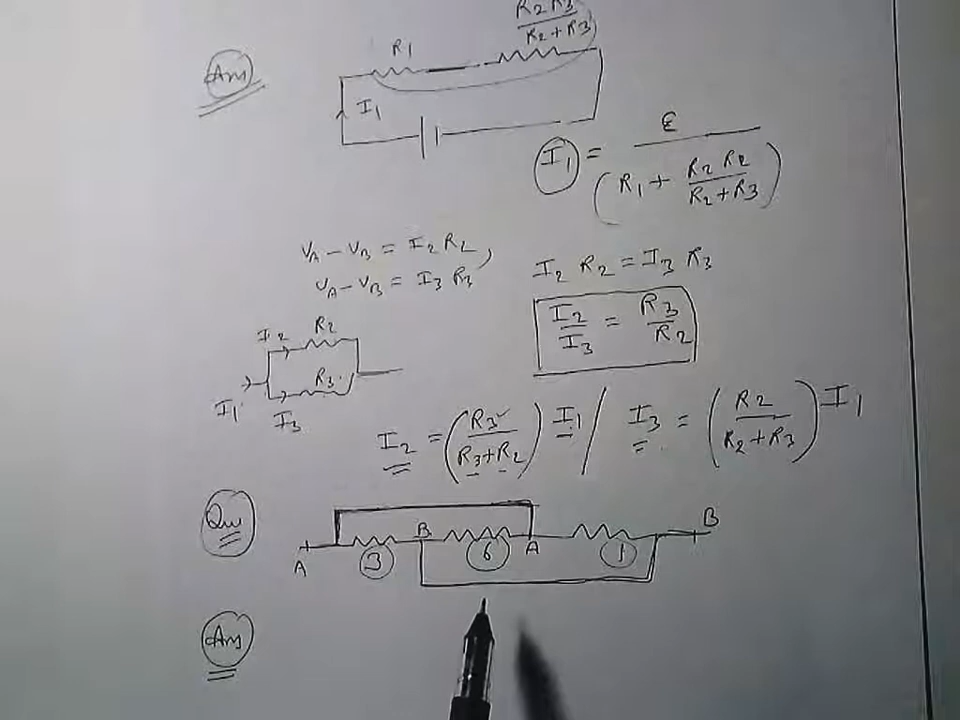 R2 R3
R2+R3
R1
Am
I1
I1 = ε
(R1 + R2 R2
R2+R3)
VA - VB = I2 R2,
VA - VB = I3 R3
I2 R2 = I3 R3
I2/I3 = R3/R2
I2 R2
R3
I1 I3
I2 = (R3/R3+R2) I1 / I3 = (R2/R2+R3) I1
Qu
B A B
A 3 6 1
Am